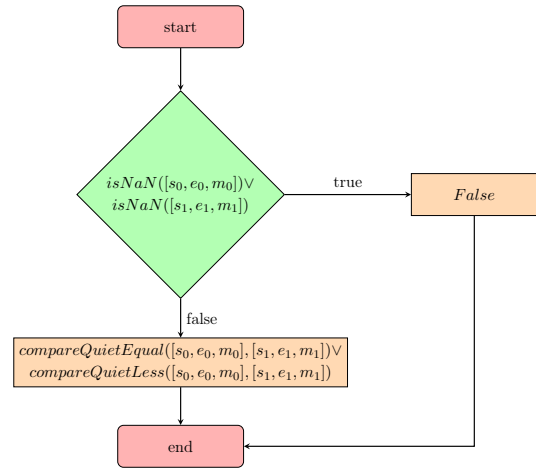 start
isNaN([s₀, e₀, m₀])∨
isNaN([s₁, e₁, m₁])
true
False
false
compareQuietEqual([s₀, e₀, m₀], [s₁, e₁, m₁])∨
compareQuietLess([s₀, e₀, m₀], [s₁, e₁, m₁])
end